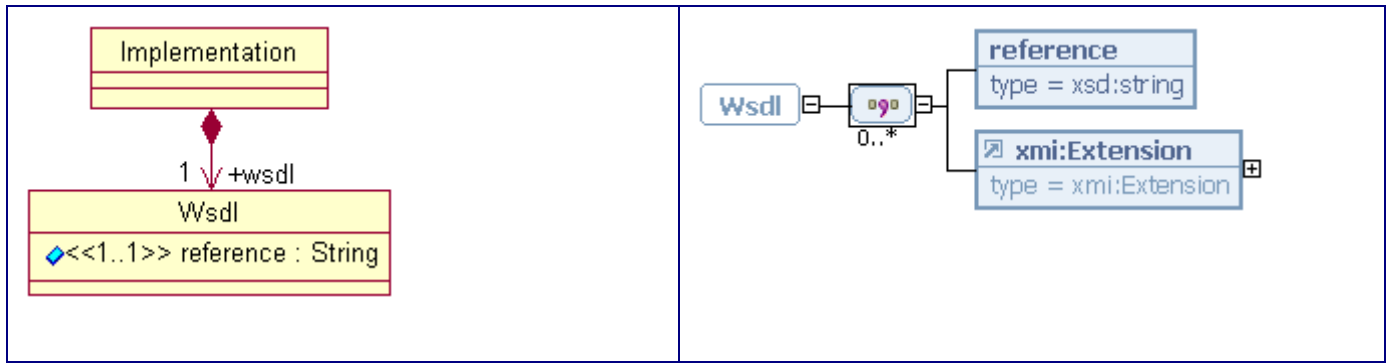 Implementation
1 +wsdl
Wsdl
<<1..1>> reference : String
Wsdl
0..*
reference
type = xsd:string
xmi:Extension
type = xmi:Extension